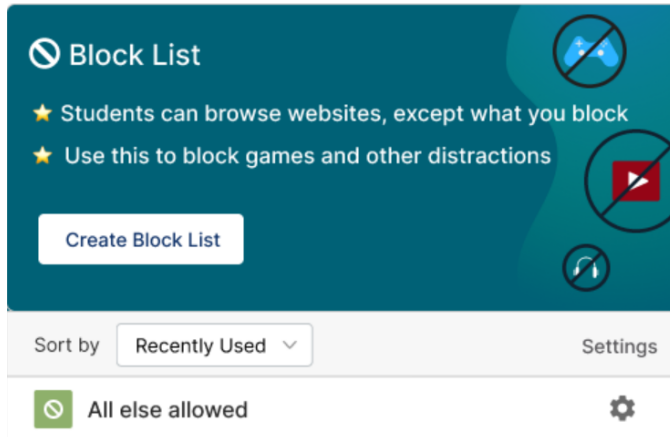 Block List
Students can browse websites, except what you block
Use this to block games and other distractions
Create Block List
Sort by Recently Used Settings
All else allowed